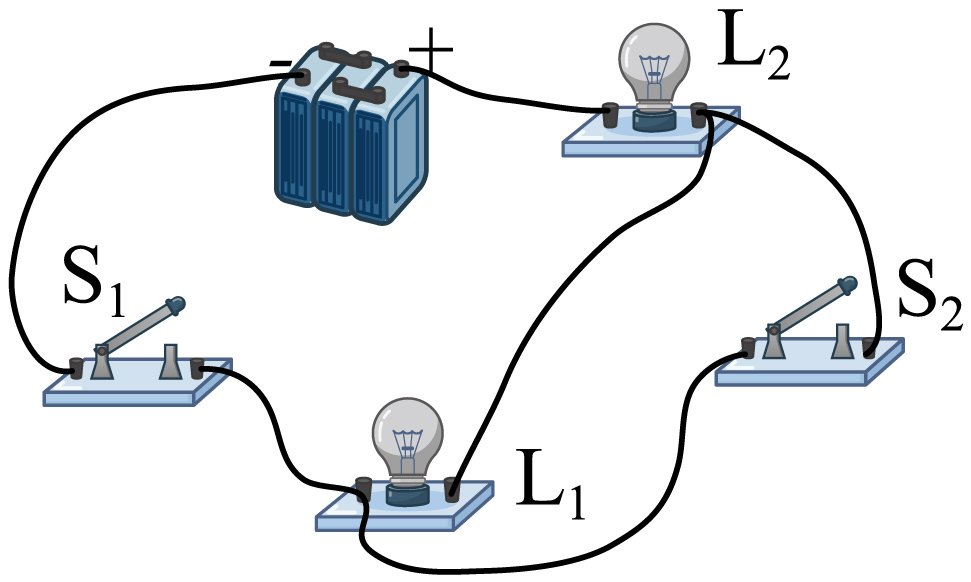 - +
L₂
S₁
S₂
L₁